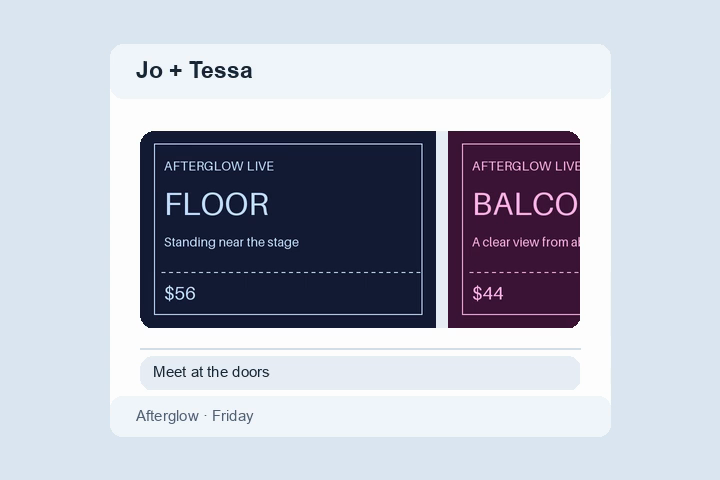 Jo + Tessa
AFTERGLOW LIVE
FLOOR
Standing near the stage
$56
AFTERGLOW LIVE
A clear view from
$44
Meet at the doors
Afterglow · Friday